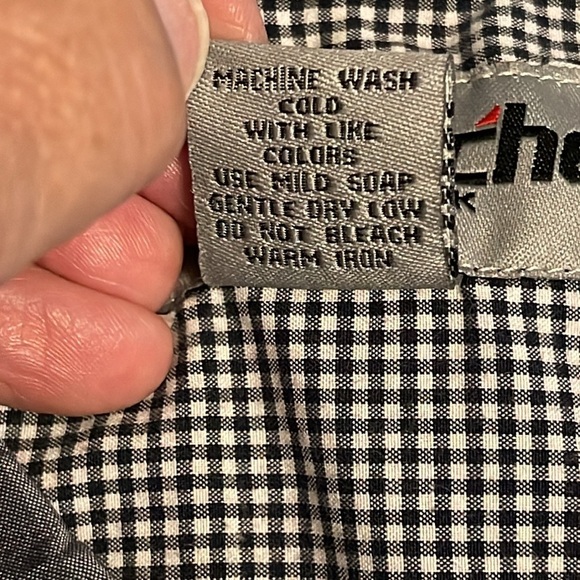 MACHINE WASH
COLD
WITH LIKE
COLORS
USE MILD SOAP
GENTLE DRY LOW
DO NOT BLEACH
WARM IRON